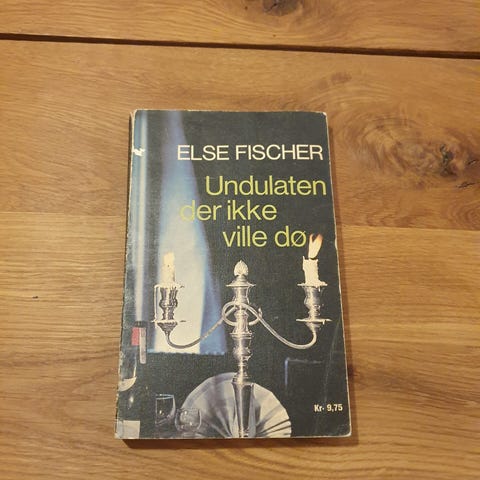 ELSE FISCHER
Undulaten
der ikke
ville dø
Kr. 9,75